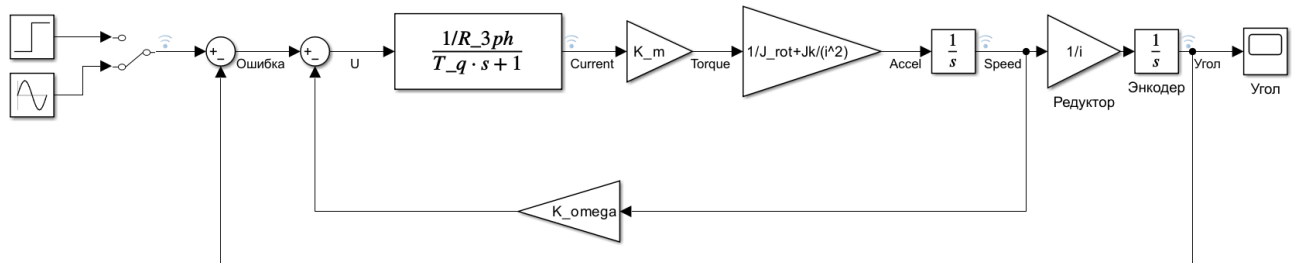 +
−
Ошибка
+
−
U
1/R_3ph
T_q · s + 1
Current
K_m
Torque
1/J_rot+Jk/(i^2)
Accel
1
s
Speed
1/i
Редуктор
1
s
Энкодер
Угол
Угол
K_omega